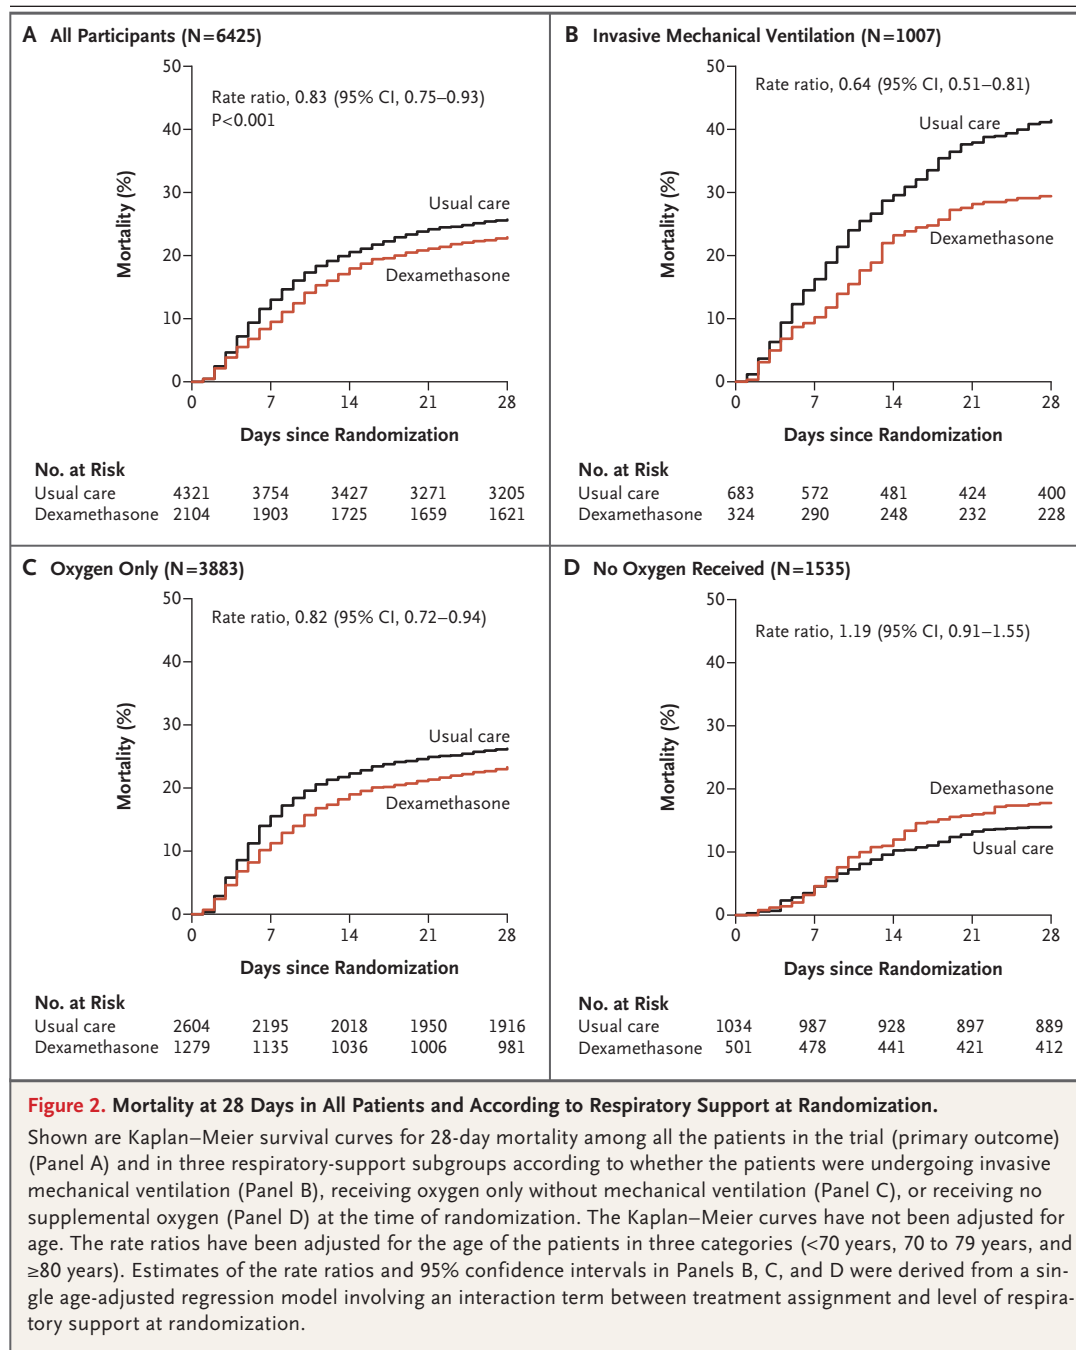 A All Participants (N=6425)
50
40
30
20
10
0
Mortality (%)
Rate ratio, 0.83 (95% CI, 0.75–0.93)
P<0.001
Usual care
Dexamethasone
0 7 14 21 28
Days since Randomization
No. at Risk
Usual care 4321 3754 3427 3271 3205
Dexamethasone 2104 1903 1725 1659 1621
B Invasive Mechanical Ventilation (N=1007)
50
40
30
20
10
0
Mortality (%)
Rate ratio, 0.64 (95% CI, 0.51–0.81)
Usual care
Dexamethasone
0 7 14 21 28
Days since Randomization
No. at Risk
Usual care 683 572 481 424 400
Dexamethasone 324 290 248 232 228
C Oxygen Only (N=3883)
50
40
30
20
10
0
Mortality (%)
Rate ratio, 0.82 (95% CI, 0.72–0.94)
Usual care
Dexamethasone
0 7 14 21 28
Days since Randomization
No. at Risk
Usual care 2604 2195 2018 1950 1916
Dexamethasone 1279 1135 1036 1006 981
D No Oxygen Received (N=1535)
50
40
30
20
10
0
Mortality (%)
Rate ratio, 1.19 (95% CI, 0.91–1.55)
Dexamethasone
Usual care
0 7 14 21 28
Days since Randomization
No. at Risk
Usual care 1034 987 928 897 889
Dexamethasone 501 478 441 421 412
Figure 2. Mortality at 28 Days in All Patients and According to Respiratory Support at Randomization.
Shown are Kaplan–Meier survival curves for 28-day mortality among all the patients in the trial (primary outcome)
(Panel A) and in three respiratory-support subgroups according to whether the patients were undergoing invasive
mechanical ventilation (Panel B), receiving oxygen only without mechanical ventilation (Panel C), or receiving no
supplemental oxygen (Panel D) at the time of randomization. The Kaplan–Meier curves have not been adjusted for
age. The rate ratios have been adjusted for the age of the patients in three categories (<70 years, 70 to 79 years, and
≥80 years). Estimates of the rate ratios and 95% confidence intervals in Panels B, C, and D were derived from a sin-
gle age-adjusted regression model involving an interaction term between treatment assignment and level of respira-
tory support at randomization.